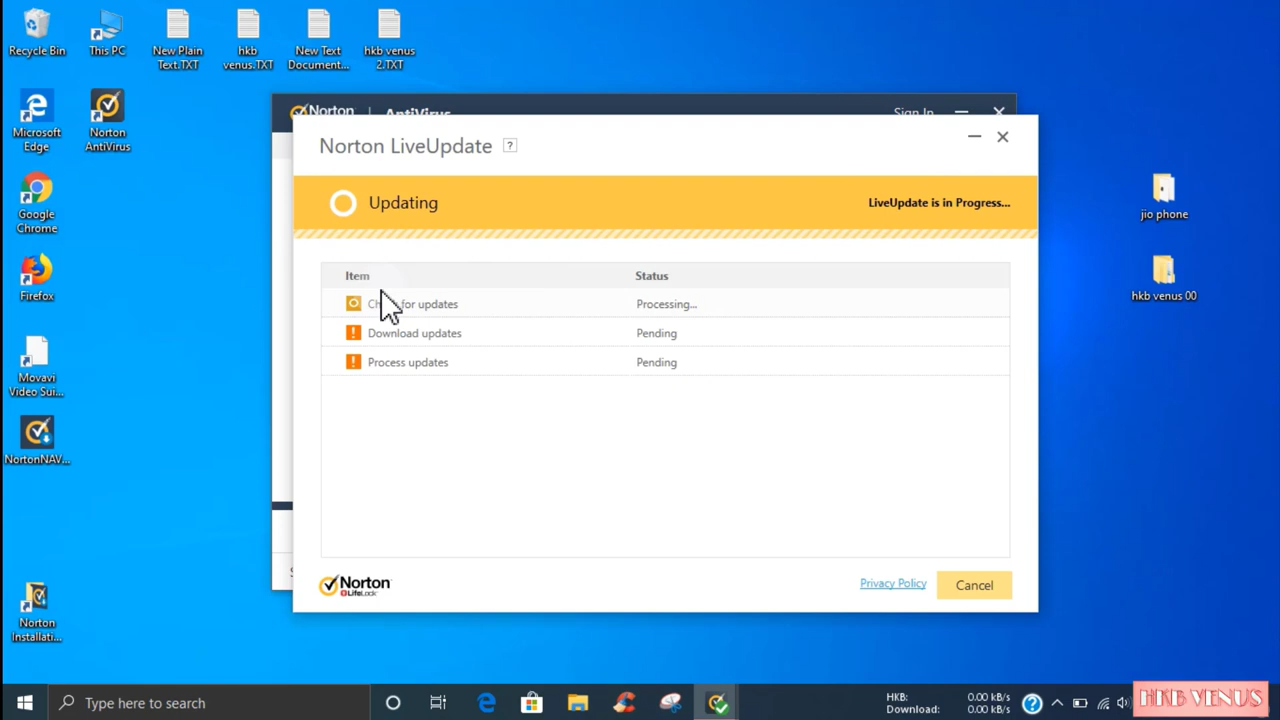 Recycle Bin
This PC
New Plain
Text.TXT
hkb
venus.TXT
New Text
Document...
hkb venus
2.TXT
Microsoft
Edge
Norton
AntiVirus
Google
Chrome
Firefox
Movavi
Video Sui...
NortonNAV...
Norton
Installati...
jio phone
hkb venus 00
Norton | AntiVirus
Sign In
Norton LiveUpdate ?
Updating
LiveUpdate is in Progress...
Item Status
for updates Processing...
Download updates Pending
Process updates Pending
Norton
LifeLock
Privacy Policy
Cancel
Type here to search
HKB: 0.00 kB/s
Download: 0.00 kB/s
HKB VENUS